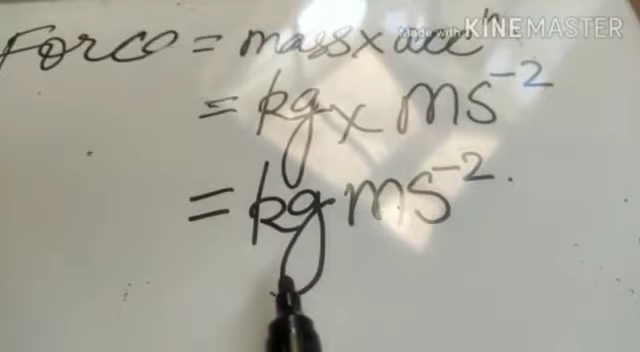 Force = mass x accⁿ
Made with KINEMASTER
= kg x ms⁻²
= kg ms⁻².